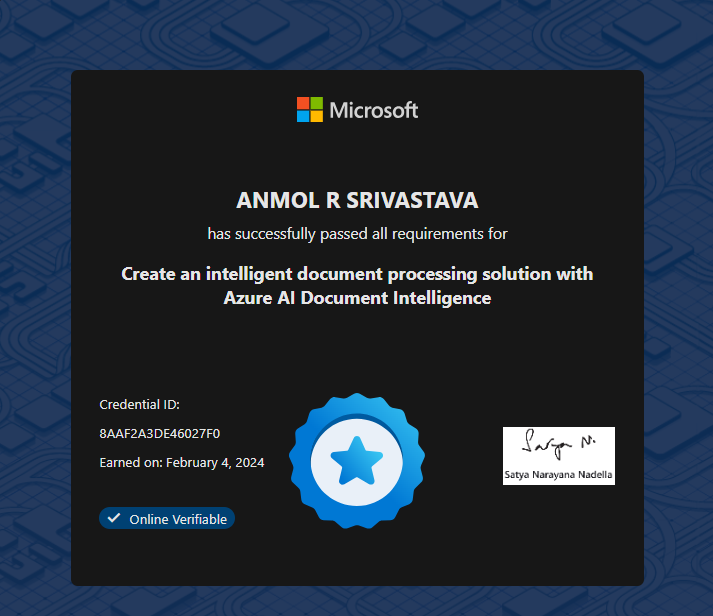 Microsoft
ANMOL R SRIVASTAVA
has successfully passed all requirements for
Create an intelligent document processing solution with
Azure AI Document Intelligence
Credential ID:
8AAF2A3DE46027F0
Earned on: February 4, 2024
Online Verifiable
Satya N.
Satya Narayana Nadella